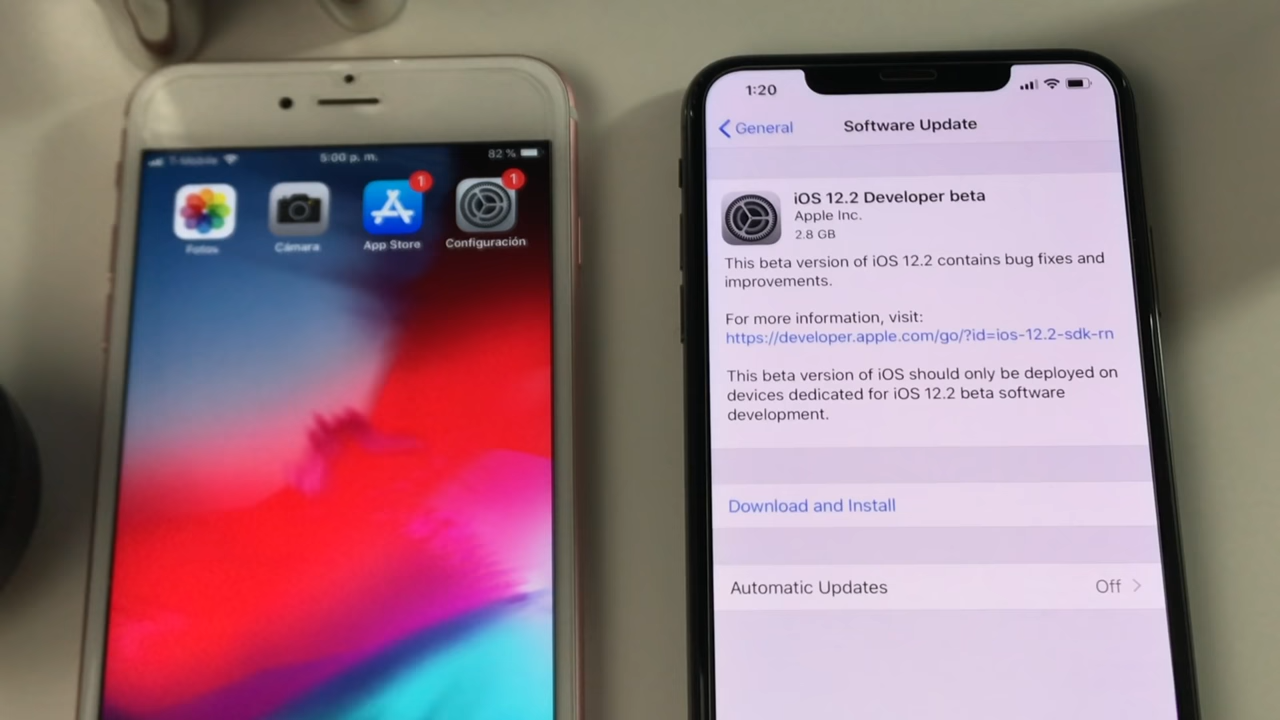 T-Mobile
5:00 p. m.
82 %
1
1
Fotos
Cámara
App Store
Configuración
1:20
General
Software Update
iOS 12.2 Developer beta
Apple Inc.
2.8 GB
This beta version of iOS 12.2 contains bug fixes and
improvements.
For more information, visit:
https://developer.apple.com/go/?id=ios-12.2-sdk-rn
This beta version of iOS should only be deployed on
devices dedicated for iOS 12.2 beta software
development.
Download and Install
Automatic Updates
Off